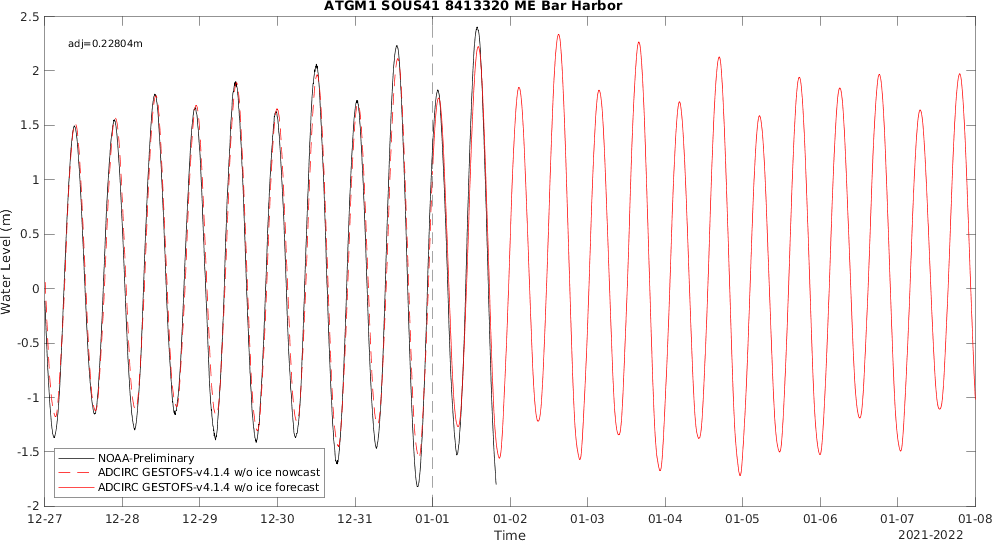 ATGM1 SOUS41 8413320 ME Bar Harbor
adj=0.22804m
Water Level (m)
2.5
2
1.5
1
0.5
0
-0.5
-1
-1.5
-2
NOAA-Preliminary
ADCIRC GESTOFS-v4.1.4 w/o ice nowcast
ADCIRC GESTOFS-v4.1.4 w/o ice forecast
12-27 12-28 12-29 12-30 12-31 01-01 01-02 01-03 01-04 01-05 01-06 01-07 01-08
Time
2021-2022